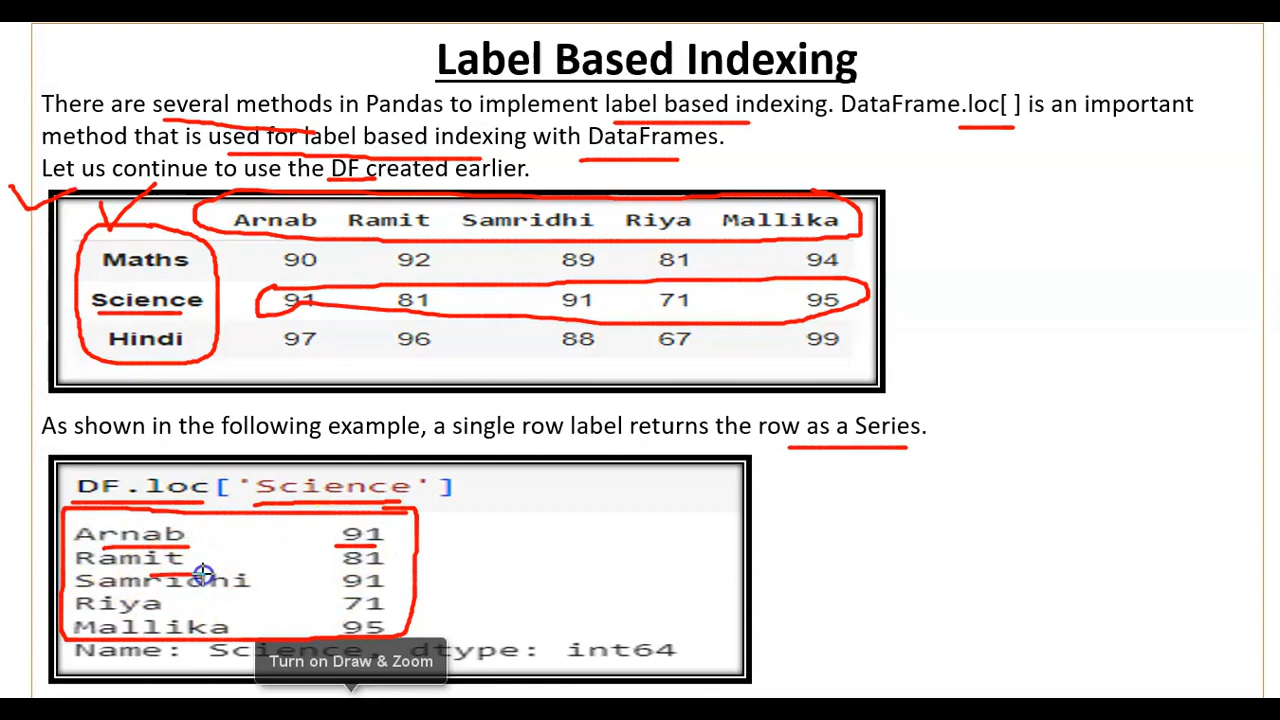 Label Based Indexing
There are several methods in Pandas to implement label based indexing. DataFrame.loc[ ] is an important
method that is used for label based indexing with DataFrames.
Let us continue to use the DF created earlier.
Arnab Ramit Samridhi Riya Mallika
Maths 90 92 89 81 94
Science 91 81 91 71 95
Hindi 97 96 88 67 99
As shown in the following example, a single row label returns the row as a Series.
DF.loc['Science']
Arnab 91
Ramit 81
Samridhi 91
Riya 71
Mallika 95
Name: Science, dtype: int64
Turn on Draw & Zoom